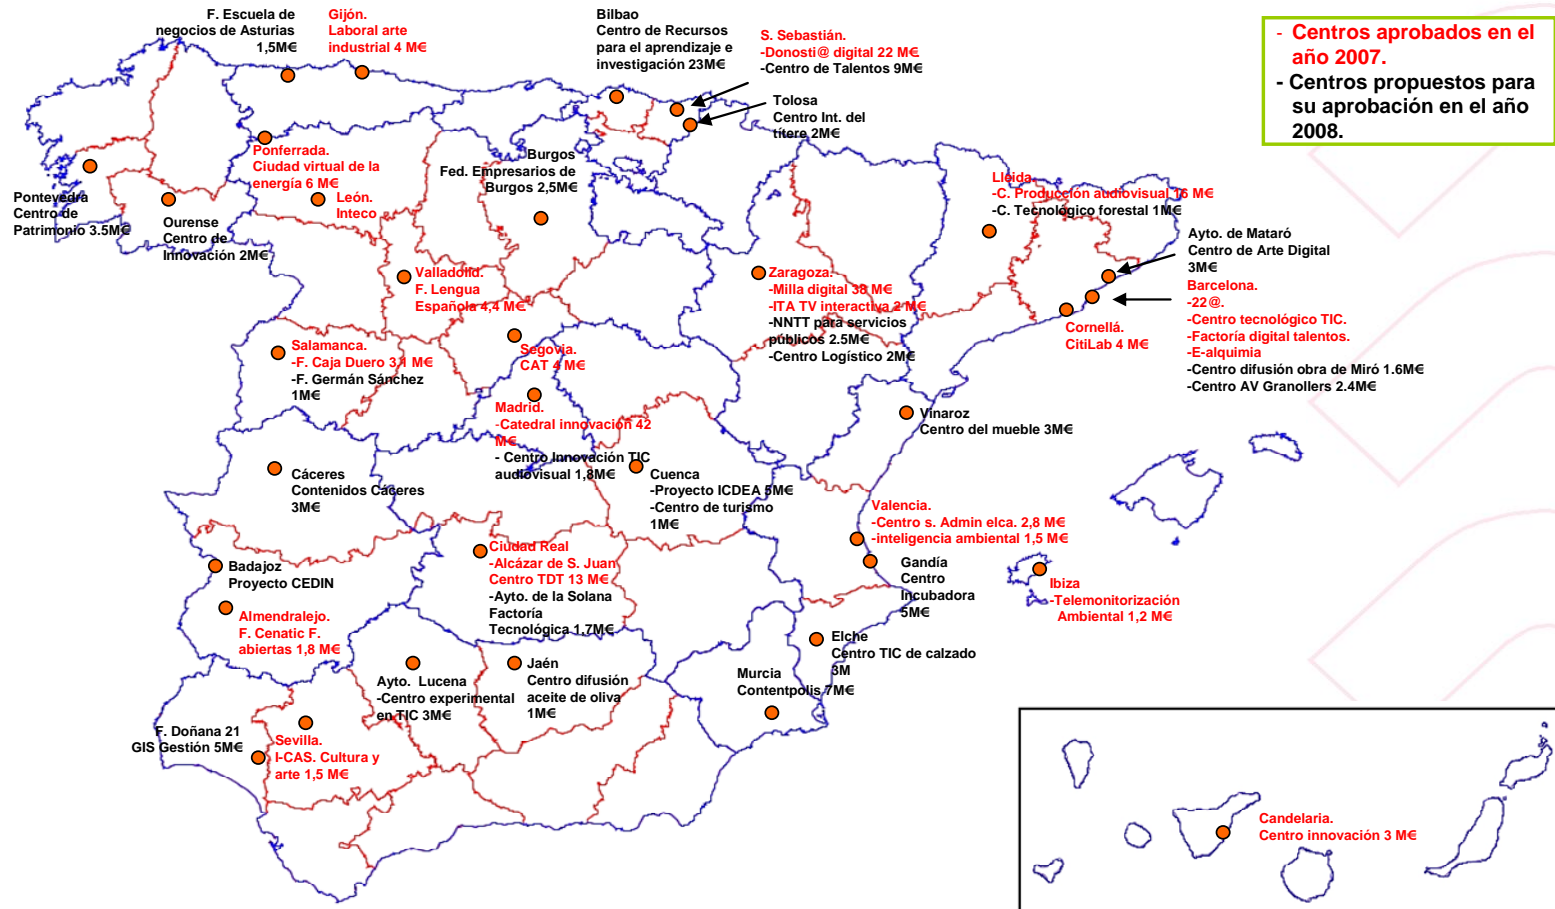 F. Escuela de
negocios de Asturias
1,5M€
Gijón.
Laboral arte
industrial 4 M€
Bilbao
Centro de Recursos
para el aprendizaje e
investigación 23M€
S. Sebastián.
-Donosti@ digital 22 M€
-Centro de Talentos 9M€
Tolosa
Centro Int. del
títere 2M€
- Centros aprobados en el
año 2007.
- Centros propuestos para
su aprobación en el año
2008.
Ponferrada.
Ciudad virtual de la
energía 6 M€
León.
Inteco
Burgos
Fed. Empresarios de
Burgos 2,5M€
Pontevedra
Centro de
Patrimonio 3.5M€
Ourense
Centro de
Innovación 2M€
Lleida.
-C. Producción audiovisual 16 M€
-C. Tecnológico forestal 1M€
Ayto. de Mataró
Centro de Arte Digital
3M€
Barcelona.
-22@.
-Centro tecnológico TIC.
-Factoría digital talentos.
-E-alquimia
-Centro difusión obra de Miró 1.6M€
-Centro AV Granollers 2.4M€
Cornellá.
CitiLab 4 M€
Valladolid.
F. Lengua
Española 4,4 M€
Zaragoza.
-Milla digital 38 M€
-ITA TV interactiva 2 M€
-NNTT para servicios
públicos 2.5M€
-Centro Logístico 2M€
Salamanca.
-F. Caja Duero 3,1 M€
-F. Germán Sánchez
1M€
Segovia.
CAT 4 M€
Madrid.
-Catedral innovación 42
M€
- Centro Innovación TIC
audiovisual 1,8M€
Vinaroz
Centro del mueble 3M€
Cáceres
Contenidos Cáceres
3M€
Cuenca
-Proyecto ICDEA 5M€
-Centro de turismo
1M€
Valencia.
-Centro s. Admin elca. 2,8 M€
-inteligencia ambiental 1,5 M€
Gandía
Centro
Incubadora
5M€
Ibiza
-Telemonitorización
Ambiental 1,2 M€
Badajoz
Proyecto CEDIN
Ciudad Real
-Alcázar de S. Juan
Centro TDT 13 M€
-Ayto. de la Solana
Factoría
Tecnológica 1.7M€
Almendralejo.
F. Cenatic F.
abiertas 1,8 M€
Elche
Centro TIC de calzado
3M
Ayto. Lucena
-Centro experimental
en TIC 3M€
Jaén
Centro difusión
aceite de oliva
1M€
Murcia
Contentpolis 7M€
F. Doñana 21
GIS Gestión 5M€
Sevilla.
I-CAS. Cultura y
arte 1,5 M€
Candelaria.
Centro innovación 3 M€